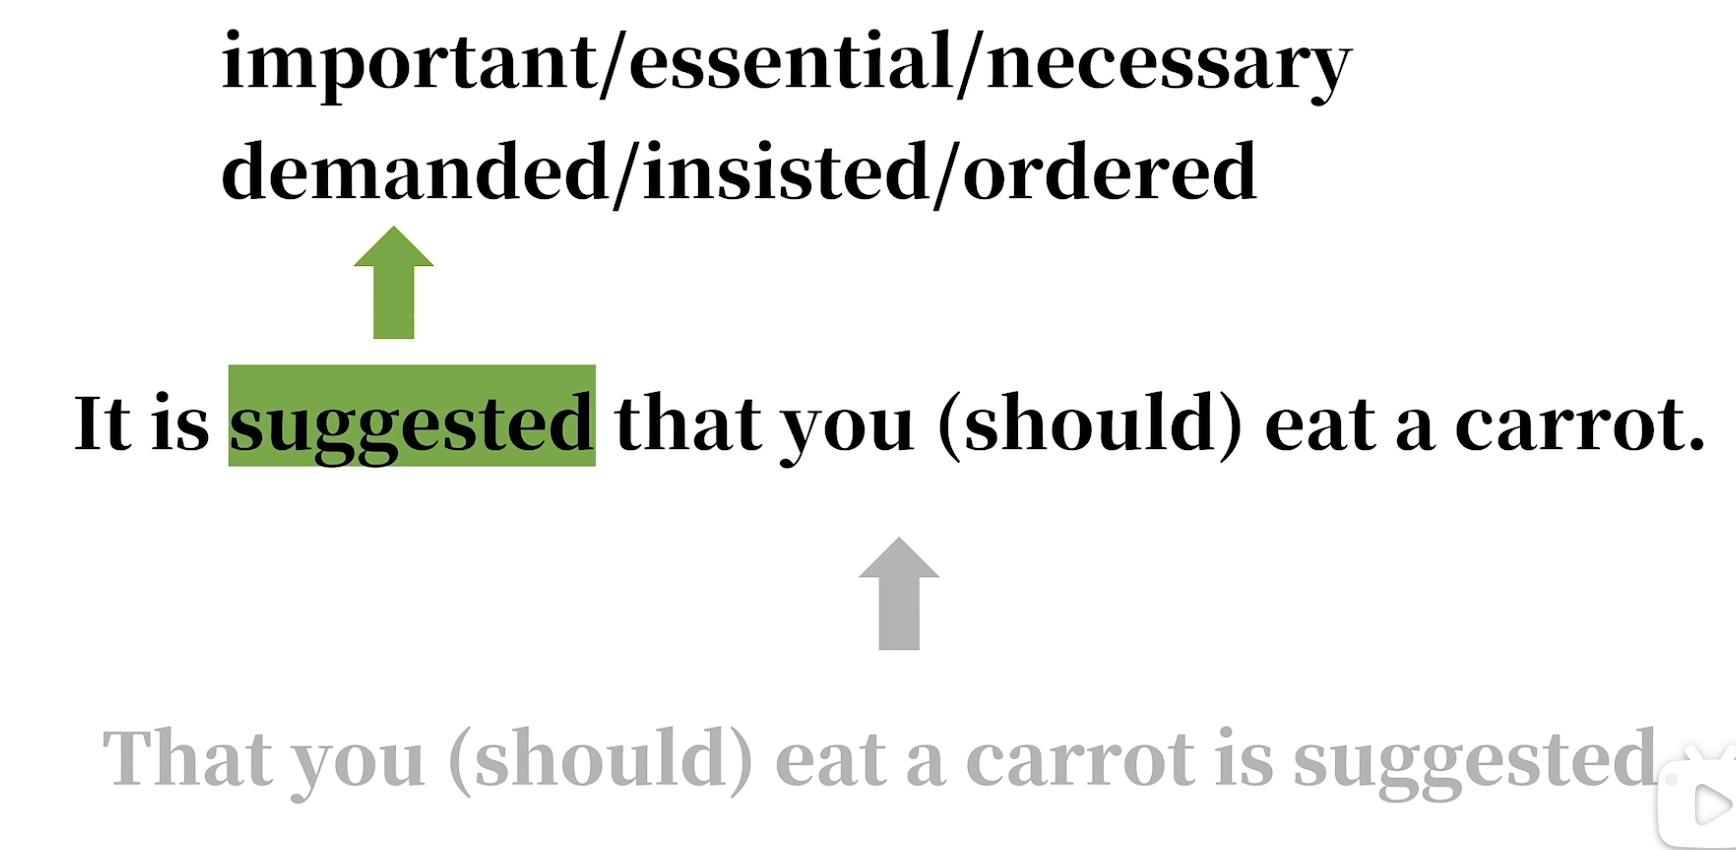 important/essential/necessary
demanded/insisted/ordered
It is suggested that you (should) eat a carrot.
That you (should) eat a carrot is suggested